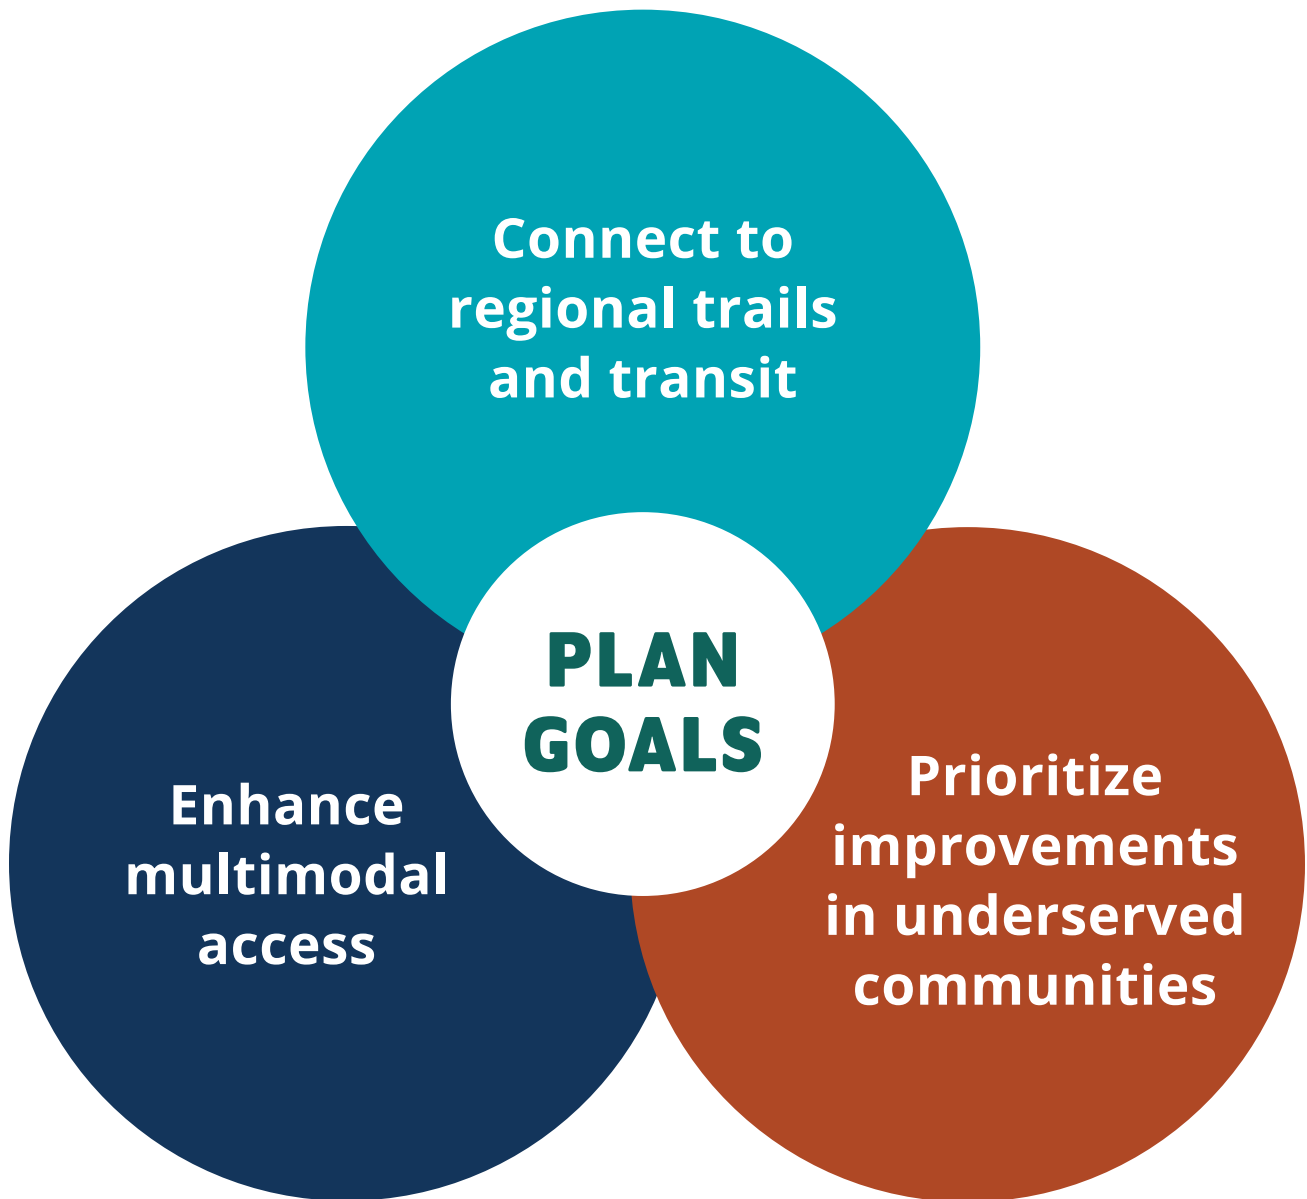 Connect to
regional trails
and transit
PLAN
GOALS
Enhance
multimodal
access
Prioritize
improvements
in underserved
communities